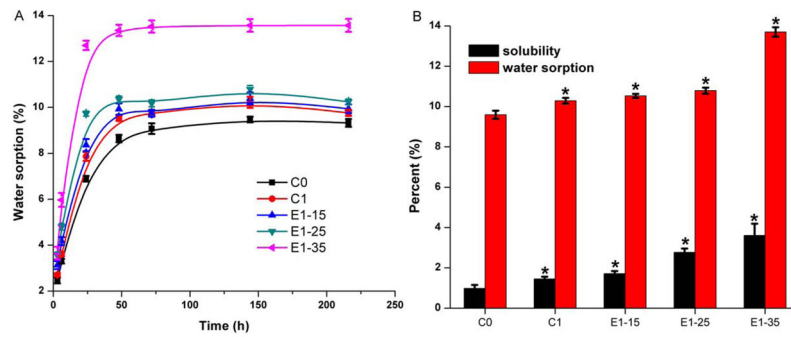 A
Water sorption (%)
14
12
10
8
6
4
2
0 50 100 150 200 250
Time (h)
C0
C1
E1-15
E1-25
E1-35
B
Percent (%)
14
12
10
8
6
4
2
0
solubility
water sorption
* * * *
* * * *
C0 C1 E1-15 E1-25 E1-35